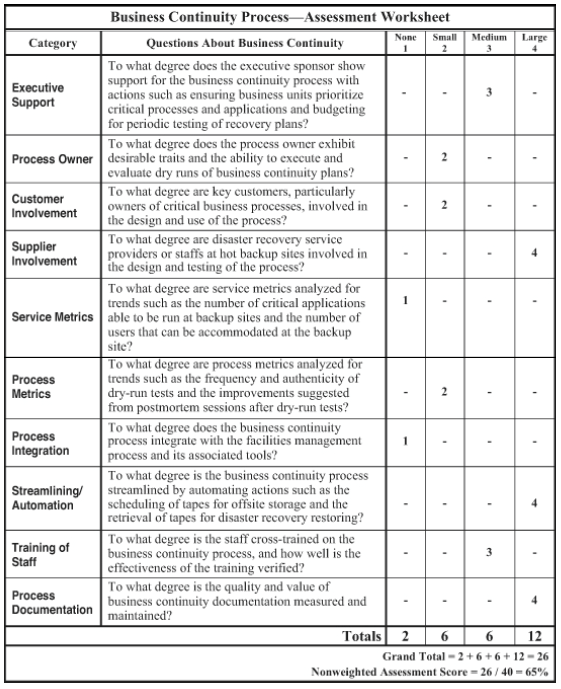 Business Continuity Process—Assessment Worksheet
Category Questions About Business Continuity None 1 Small 2 Medium 3 Large 4
Executive Support
To what degree does the executive sponsor show
support for the business continuity process with
actions such as ensuring business units prioritize
critical processes and applications and budgeting
for periodic testing of recovery plans?
- - 3 -
Process Owner
To what degree does the process owner exhibit
desirable traits and the ability to execute and
evaluate dry runs of business continuity plans?
- 2 - -
Customer
Involvement
To what degree are key customers, particularly
owners of critical business processes, involved in
the design and use of the process?
- 2 - -
Supplier
Involvement
To what degree are disaster recovery service
providers or staffs at hot backup sites involved in
the design and testing of the process?
- - - 4
Service Metrics
To what degree are service metrics analyzed for
trends such as the number of critical applications
able to be run at backup sites and the number of
users that can be accommodated at the backup
site?
1 - - -
Process
Metrics
To what degree are process metrics analyzed for
trends such as the frequency and authenticity of
dry-run tests and the improvements suggested
from postmortem sessions after dry-run tests?
- 2 - -
Process
Integration
To what degree does the business continuity
process integrate with the facilities management
process and its associated tools?
1 - - -
Streamlining/
Automation
To what degree is the business continuity process
streamlined by automating actions such as the
scheduling of tapes for offsite storage and the
retrieval of tapes for disaster recovery restoring?
- - - 4
Training of
Staff
To what degree is the staff cross-trained on the
business continuity process, and how well is the
effectiveness of the training verified?
- - 3 -
Process
Documentation
To what degree is the quality and value of
business continuity documentation measured and
maintained?
- - - 4
Totals 2 6 6 12
Grand Total = 2 + 6 + 6 + 12 = 26
Nonweighted Assessment Score = 26 / 40 = 65%